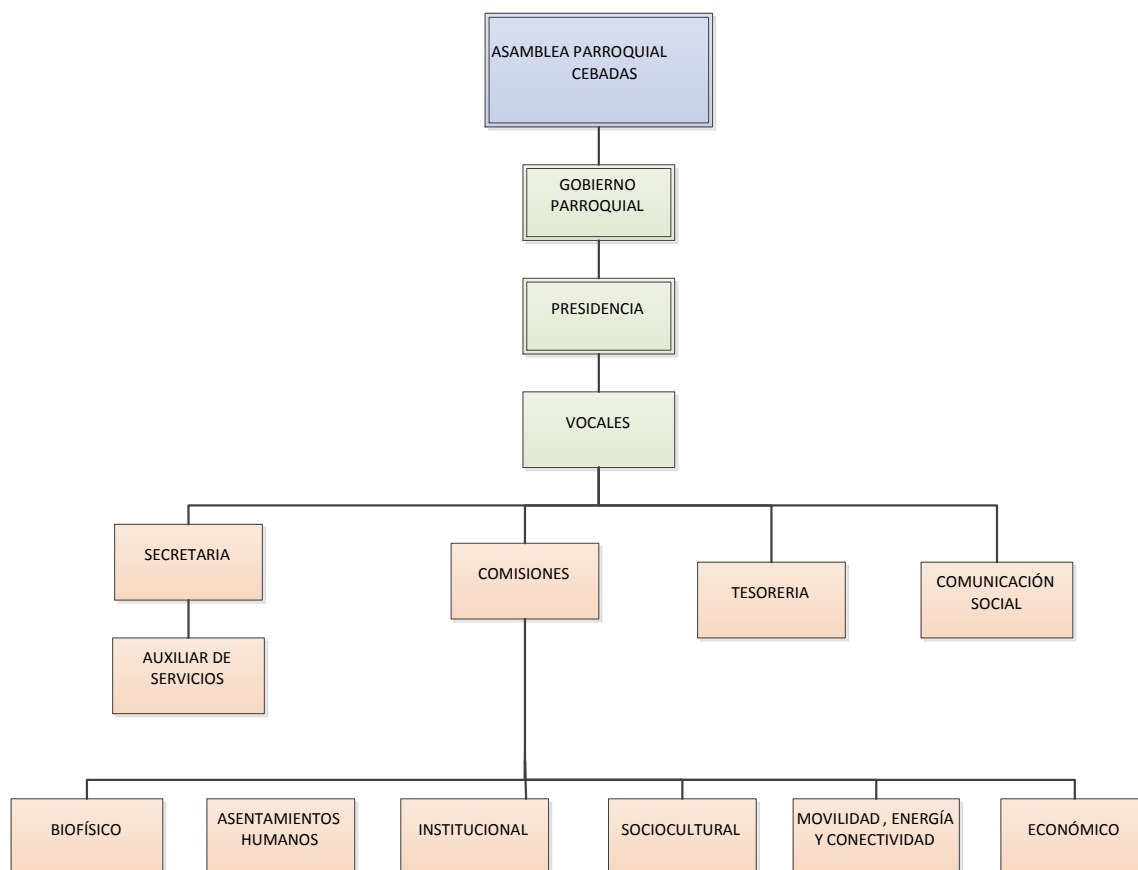 ASAMBLEA PARROQUIAL
CEBADAS
GOBIERNO
PARROQUIAL
PRESIDENCIA
VOCALES
SECRETARIA
COMISIONES
TESORERIA
COMUNICACIÓN
SOCIAL
AUXILIAR DE
SERVICIOS
BIOFÍSICO
ASENTAMIENTOS
HUMANOS
INSTITUCIONAL
SOCIOCULTURAL
MOVILIDAD , ENERGÍA
Y CONECTIVIDAD
ECONÓMICO